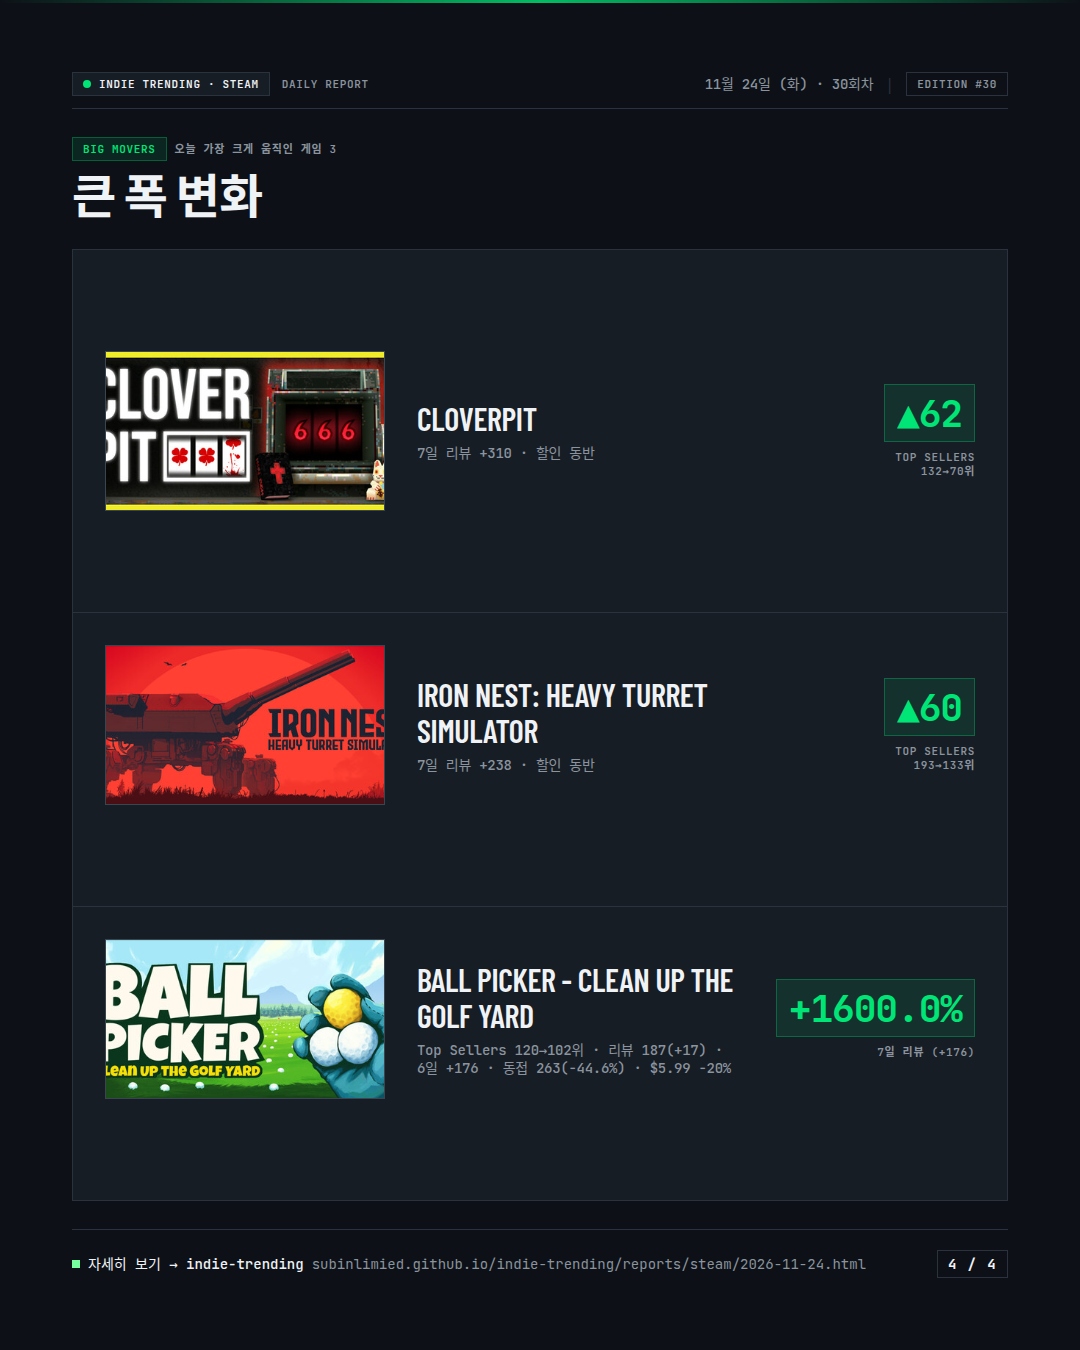 INDIE TRENDING · STEAM DAILY REPORT 11월 24일 (화) · 30회차 EDITION #30
BIG MOVERS 오늘 가장 크게 움직인 게임 3
큰 폭 변화
CLOVER
PIT
6 6 6
CLOVERPIT
7일 리뷰 +310 · 할인 동반
▲62
TOP SELLERS
132→70위
IRON NES
HEAVY TURRET SIMUL
IRON NEST: HEAVY TURRET
SIMULATOR
7일 리뷰 +238 · 할인 동반
▲60
TOP SELLERS
193→133위
BALL
PICKER
LEAN UP THE GOLF YARD
BALL PICKER - CLEAN UP THE
GOLF YARD
Top Sellers 120→102위 · 리뷰 187(+17) ·
6일 +176 · 동접 263(-44.6%) · $5.99 -20%
+1600.0%
7일 리뷰 (+176)
자세히 보기 → indie-trending subinlimied.github.io/indie-trending/reports/steam/2026-11-24.html
4 / 4